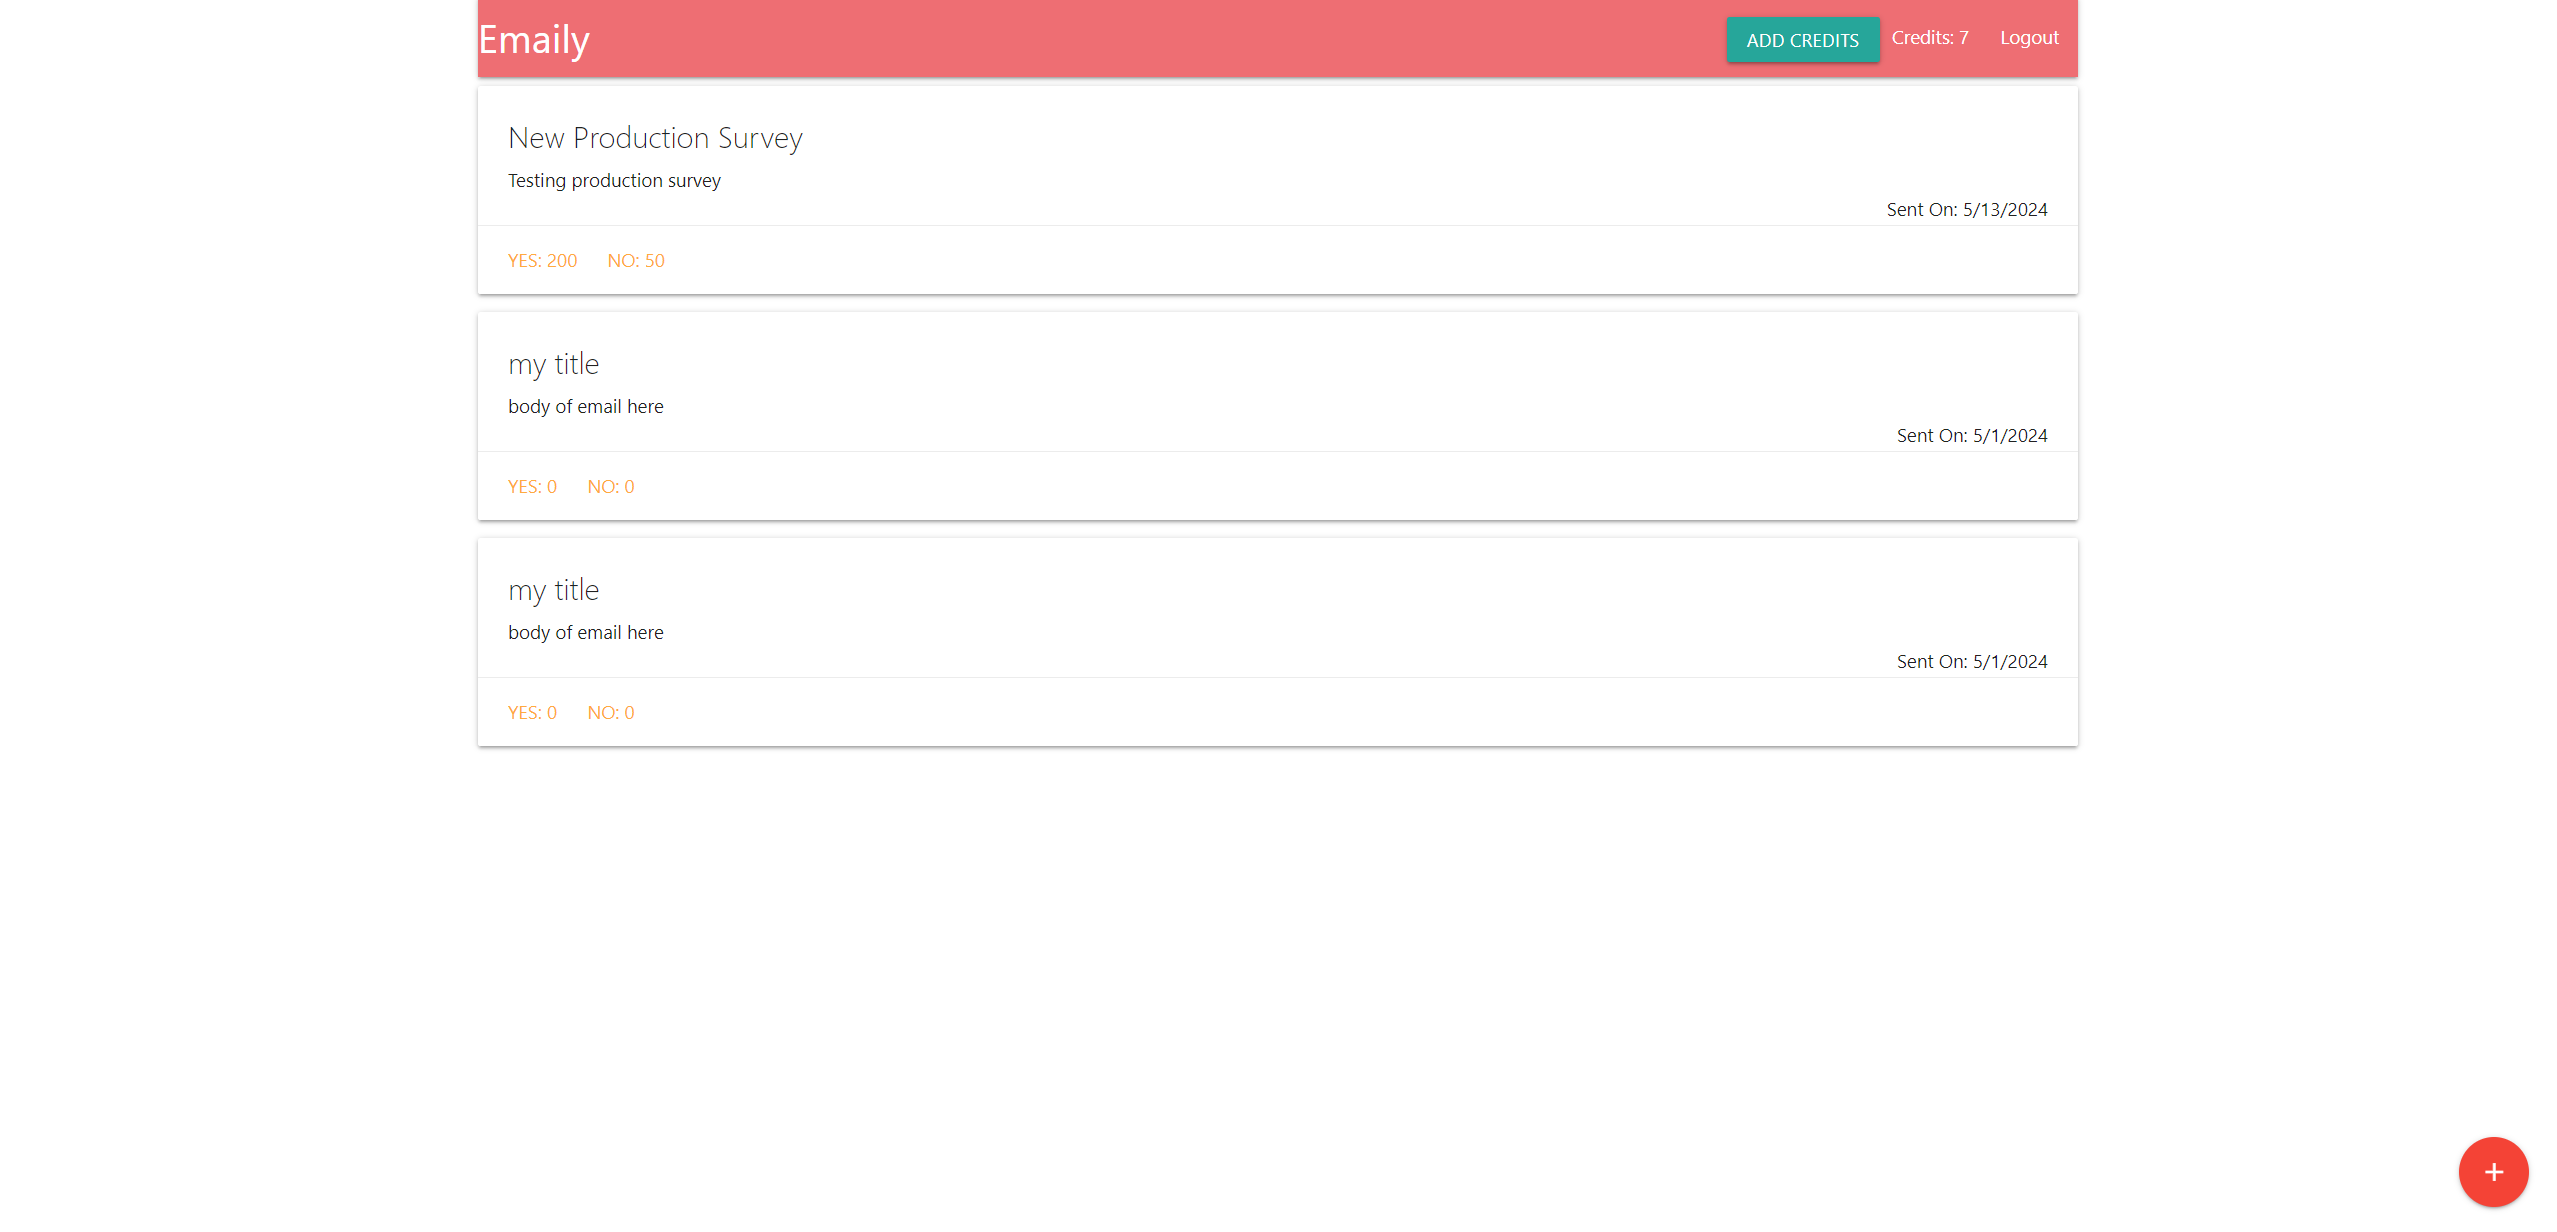 Emaily
ADD CREDITS Credits: 7 Logout
New Production Survey
Testing production survey
Sent On: 5/13/2024
YES: 200 NO: 50
my title
body of email here
Sent On: 5/1/2024
YES: 0 NO: 0
my title
body of email here
Sent On: 5/1/2024
YES: 0 NO: 0
+